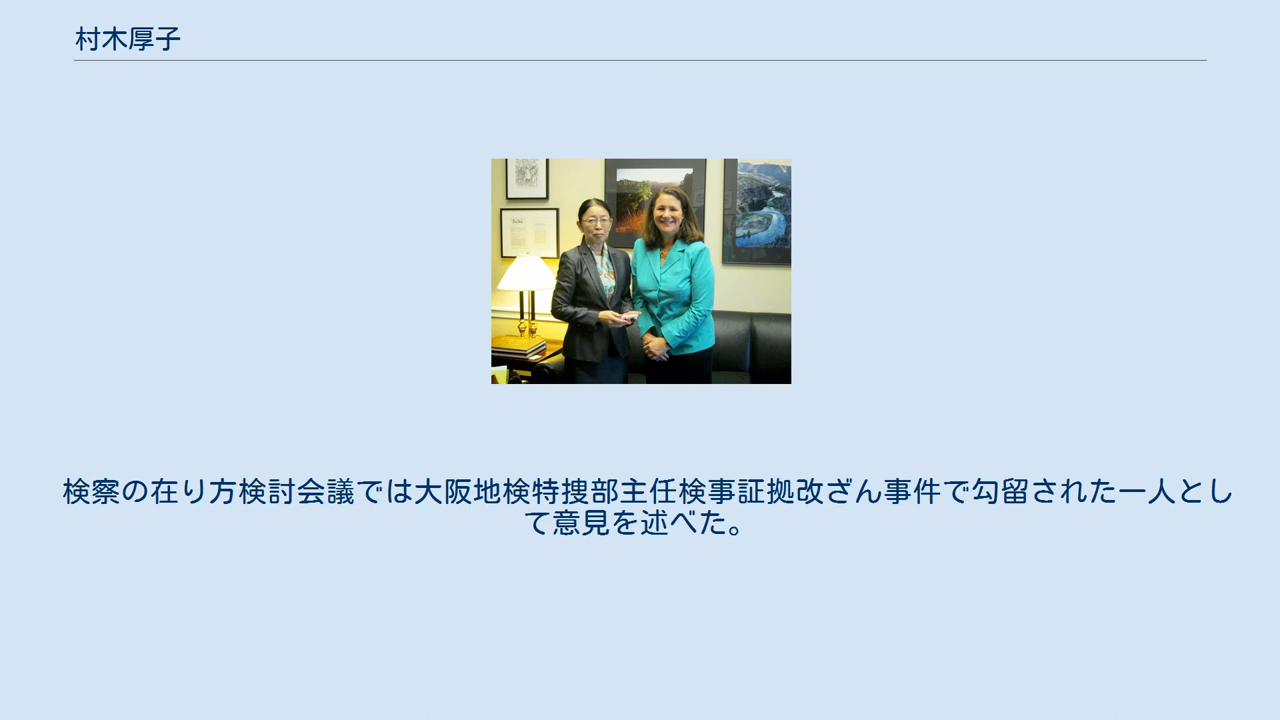 村木厚子
検察の在り方検討会議では大阪地検特捜部主任検事証拠改ざん事件で勾留された一人とし
て意見を述べた。